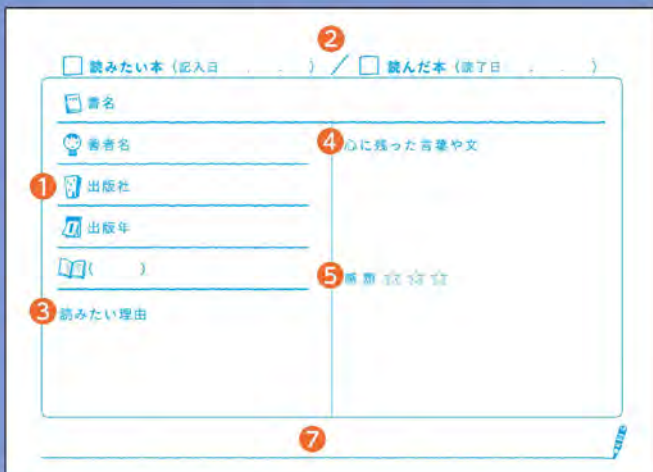 ②
□ 読みたい本（記入日　．　．　）／ □ 読んだ本（読了日　．　．　）
書名
著者名
④ 心に残った言葉や文
① 出版社
出版年
（　　）
⑤ 感想 ☆☆☆
③ 読みたい理由
⑦